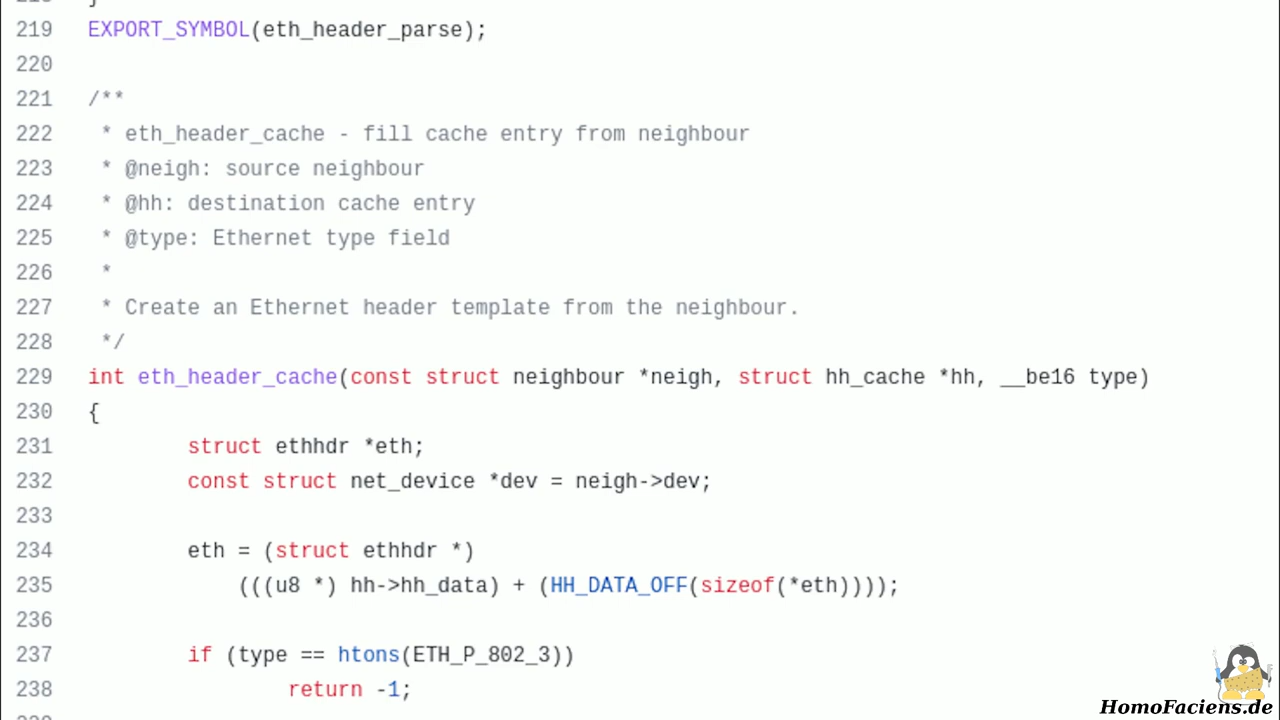 219 EXPORT_SYMBOL(eth_header_parse);
220
221 /**
222  * eth_header_cache - fill cache entry from neighbour
223  * @neigh: source neighbour
224  * @hh: destination cache entry
225  * @type: Ethernet type field
226  *
227  * Create an Ethernet header template from the neighbour.
228  */
229 int eth_header_cache(const struct neighbour *neigh, struct hh_cache *hh, __be16 type)
230 {
231         struct ethhdr *eth;
232         const struct net_device *dev = neigh->dev;
233
234         eth = (struct ethhdr *)
235             (((u8 *) hh->hh_data) + (HH_DATA_OFF(sizeof(*eth))));
236
237         if (type == htons(ETH_P_802_3))
238                 return -1;
HomoFaciens.de